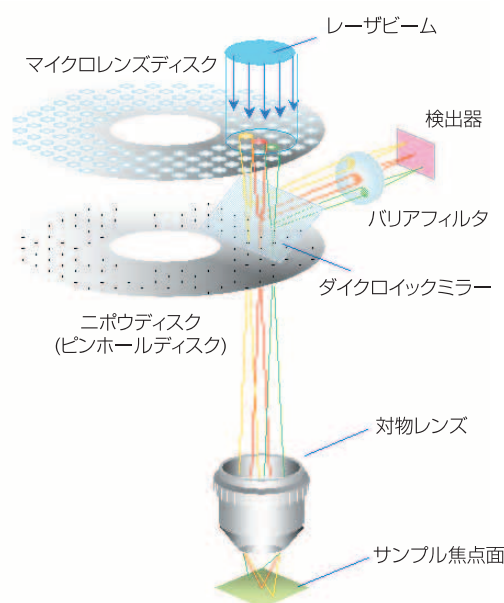 レーザビーム
マイクロレンズディスク
検出器
バリアフィルタ
ダイクロイックミラー
ニポウディスク
(ピンホールディスク)
対物レンズ
サンプル焦点面